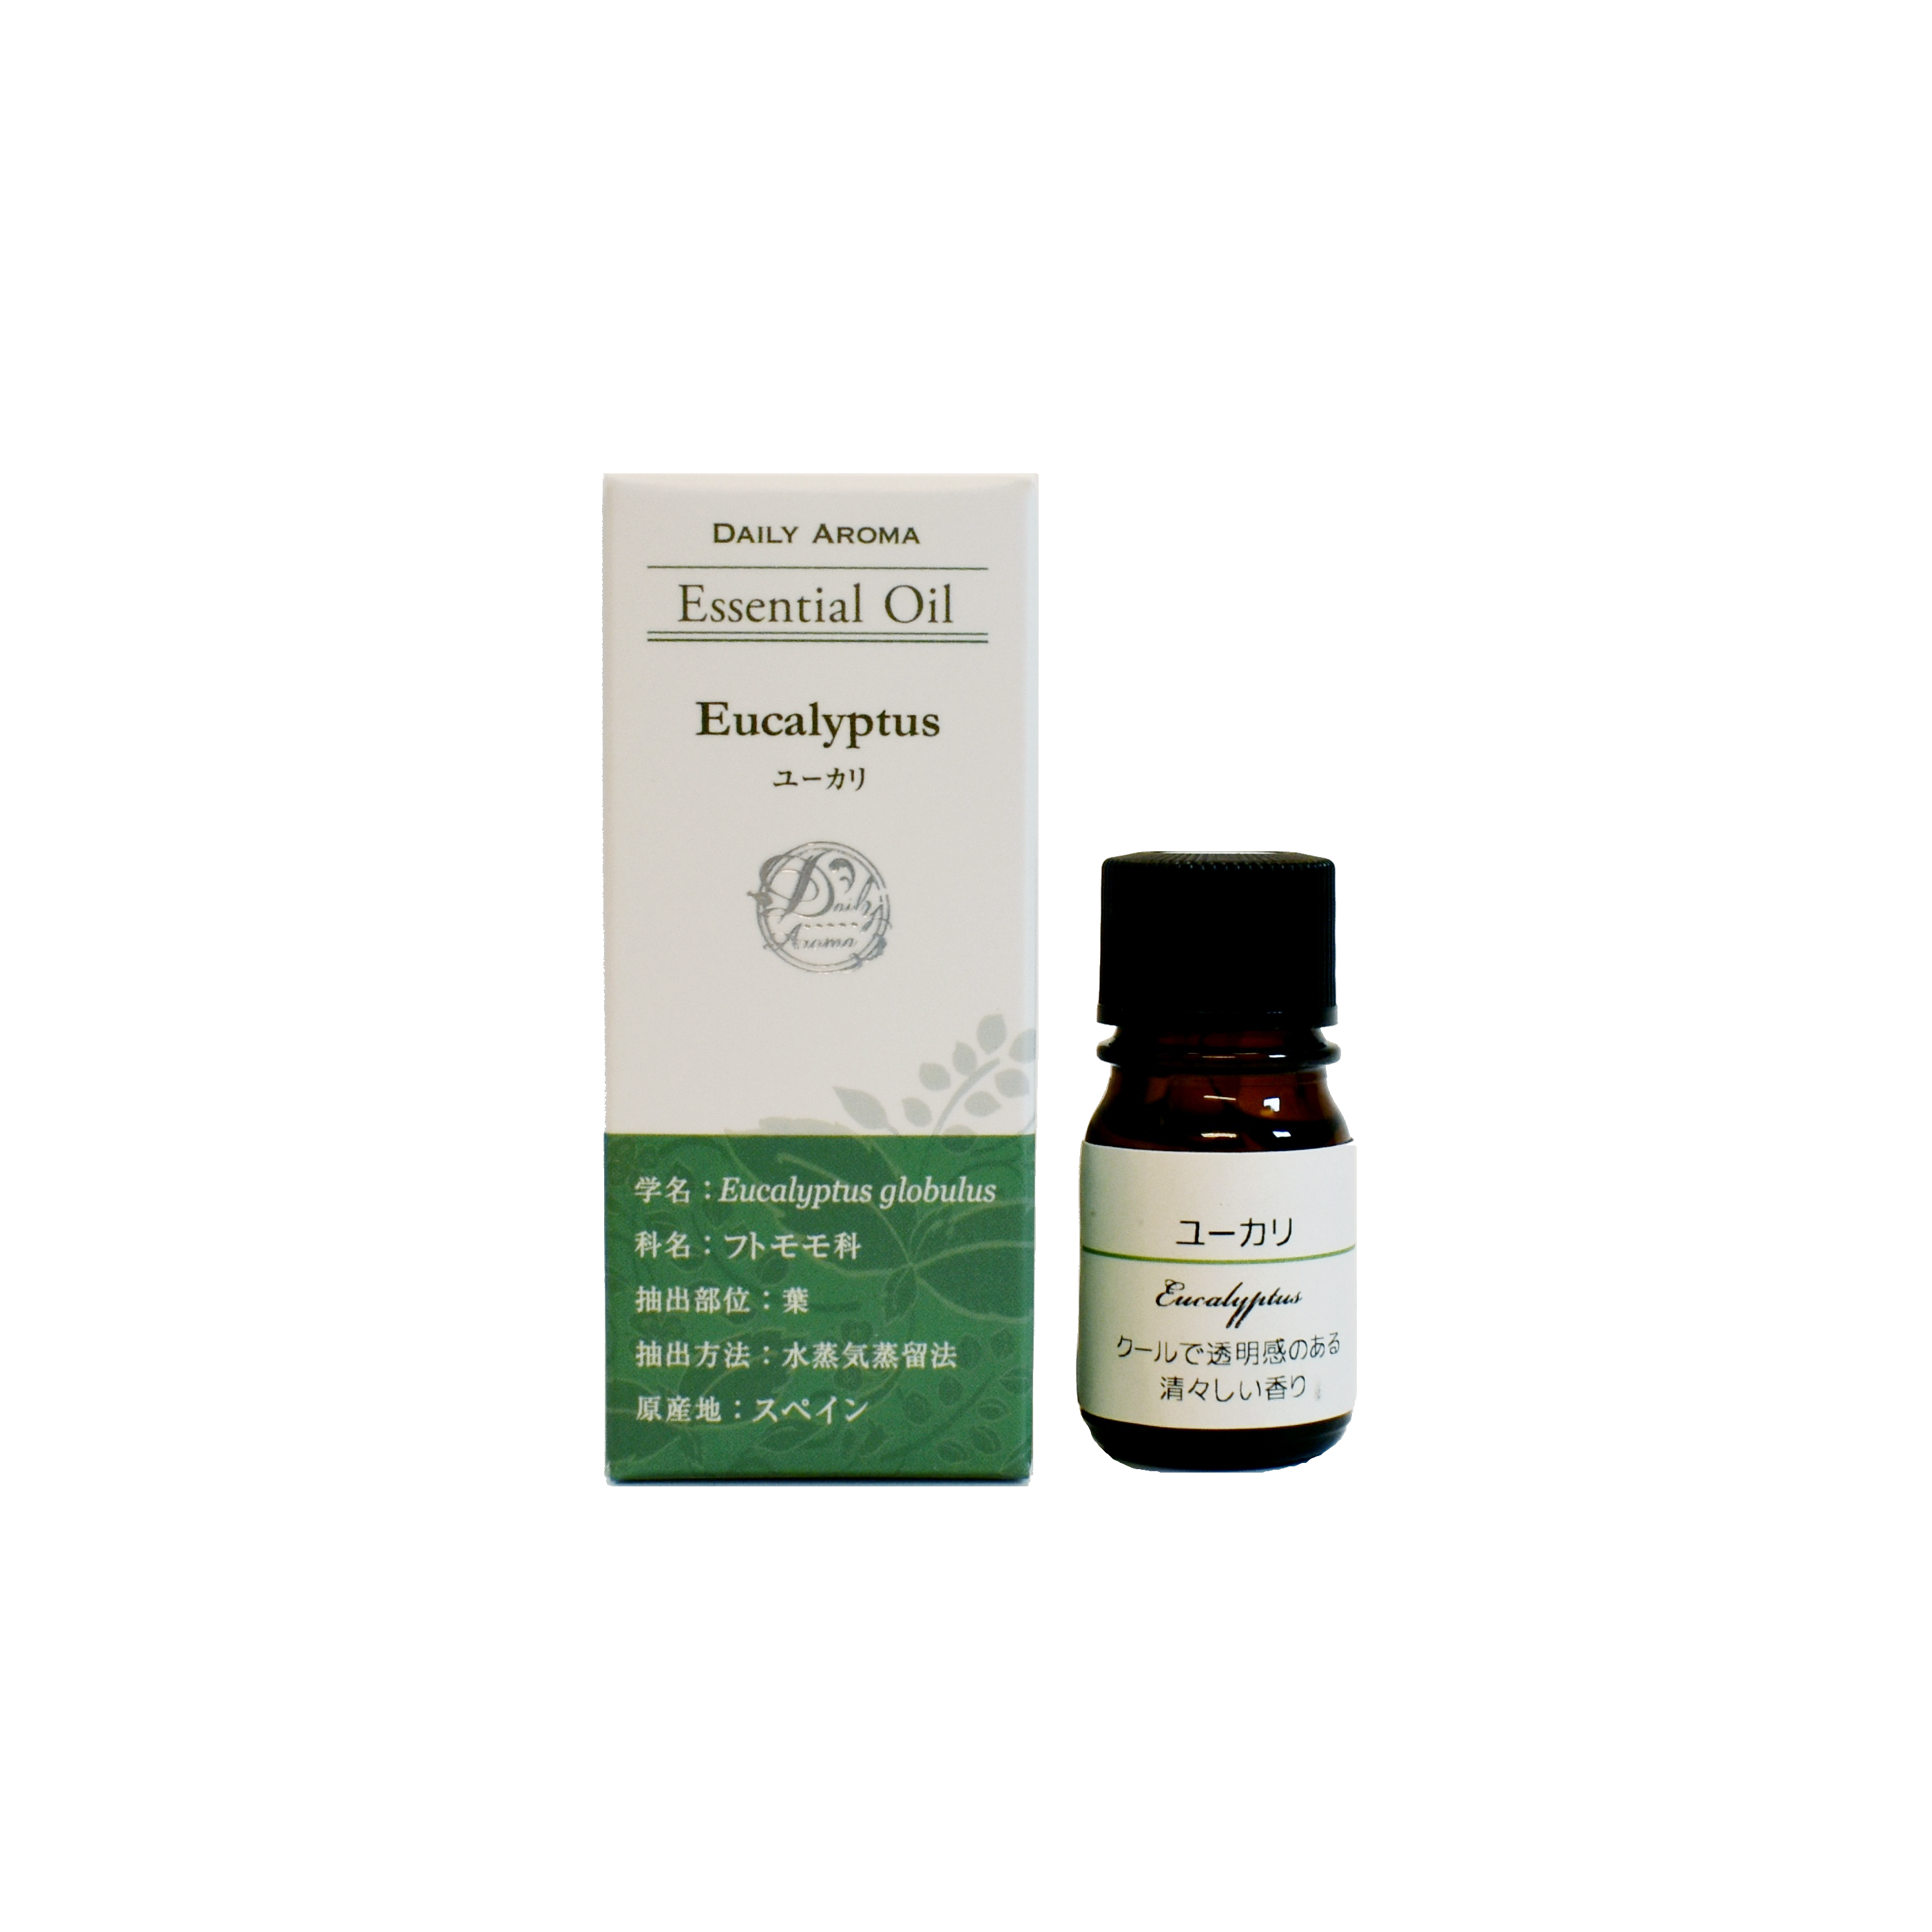 DAILY AROMA
Essential Oil
Eucalyptus
ユーカリ
Daily
Aroma
学名：Eucalyptus globulus
科名：フトモモ科
抽出部位：葉
抽出方法：水蒸気蒸留法
原産地：スペイン
ユーカリ
Eucalyptus
クールで透明感のある
清々しい香り